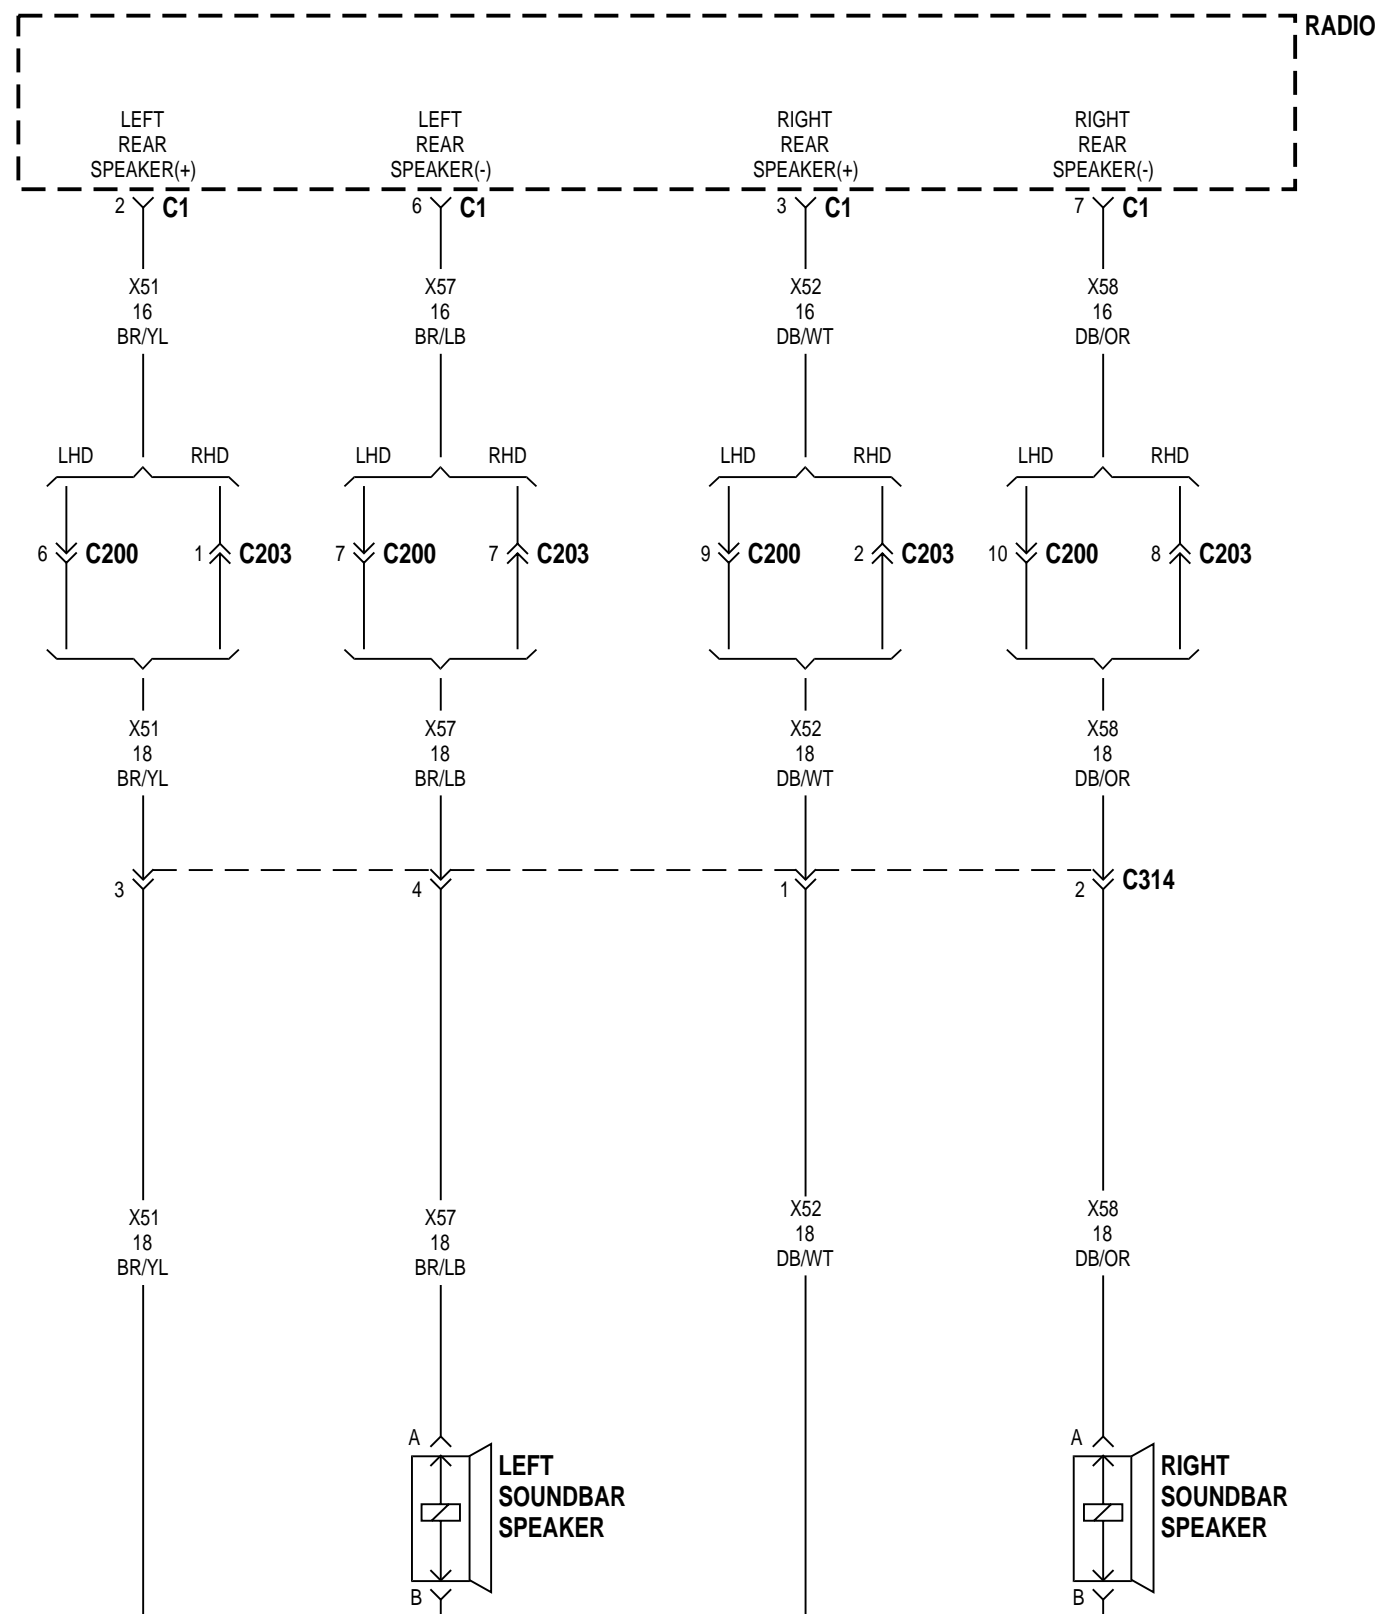 RADIO
LEFT
REAR
SPEAKER(+)
LEFT
REAR
SPEAKER(-)
RIGHT
REAR
SPEAKER(+)
RIGHT
REAR
SPEAKER(-)
2 C1
6 C1
3 C1
7 C1
X51
16
BR/YL
X57
16
BR/LB
X52
16
DB/WT
X58
16
DB/OR
LHD RHD
LHD RHD
LHD RHD
LHD RHD
6 C200 1 C203
7 C200 7 C203
9 C200 2 C203
10 C200 8 C203
X51
18
BR/YL
X57
18
BR/LB
X52
18
DB/WT
X58
18
DB/OR
3
4
1
2 C314
X51
18
BR/YL
X57
18
BR/LB
X52
18
DB/WT
X58
18
DB/OR
A
LEFT
SOUNDBAR
SPEAKER
B
A
RIGHT
SOUNDBAR
SPEAKER
B